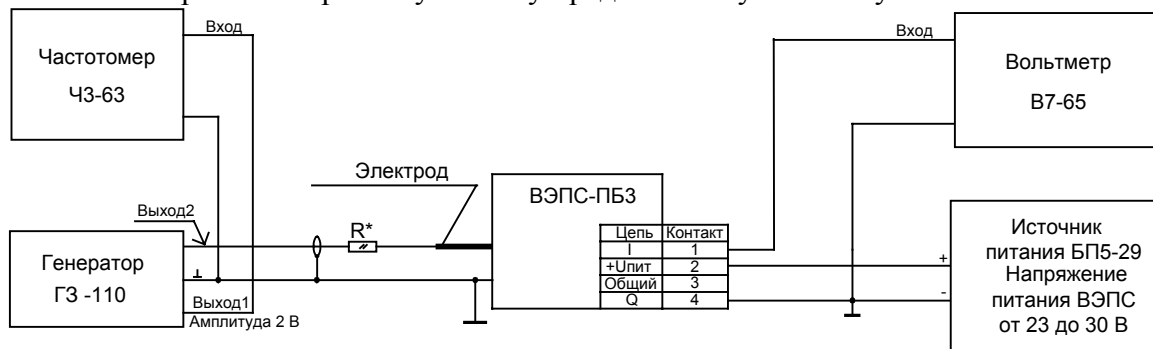 Вход
Частотомер
Ч3-63
Вход
Вольтметр
В7-65
Электрод
ВЭПС-ПБ3
Выход2
R*
Цепь Контакт
I 1
+Uпит 2
Общий 3
Q 4
Генератор
ГЗ -110
⊥
Выход1
Амплитуда 2 В
+
-
Источник
питания БП5-29
Напряжение
питания ВЭПС
от 23 до 30 В